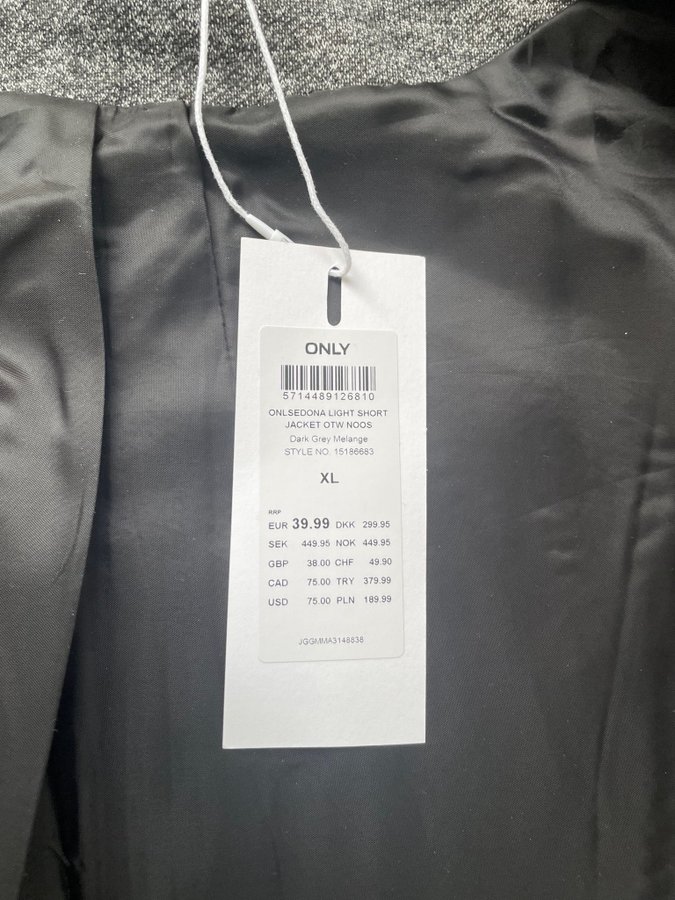 ONLY
5714489126810
ONLSEDONA LIGHT SHORT
JACKET OTW NOOS
Dark Grey Melange
STYLE NO. 15186683
XL
RRP
EUR 39.99 DKK 299.95
SEK 449.95 NOK 449.95
GBP 38.00 CHF 49.90
CAD 75.00 TRY 379.99
USD 75.00 PLN 189.99
JGGMMA3148838